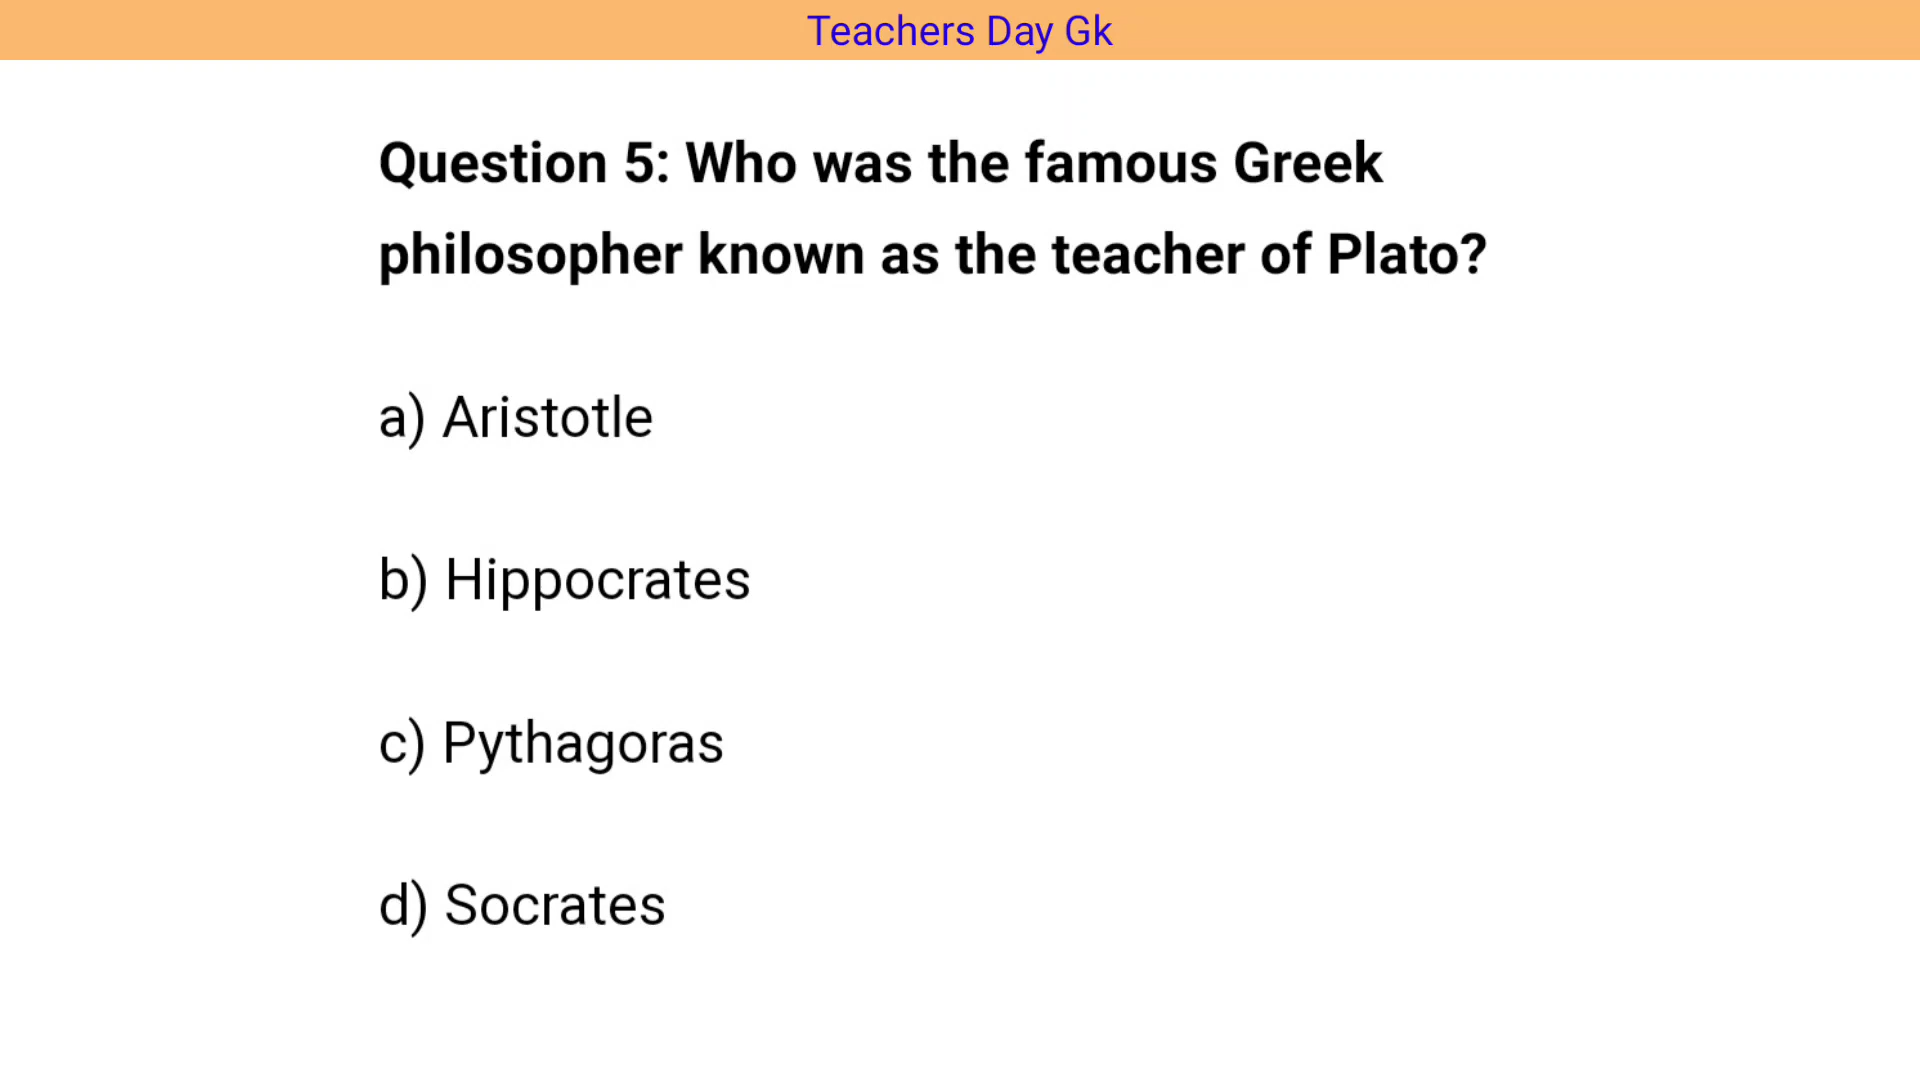 Teachers Day Gk
Question 5: Who was the famous Greek
philosopher known as the teacher of Plato?
a) Aristotle
b) Hippocrates
c) Pythagoras
d) Socrates